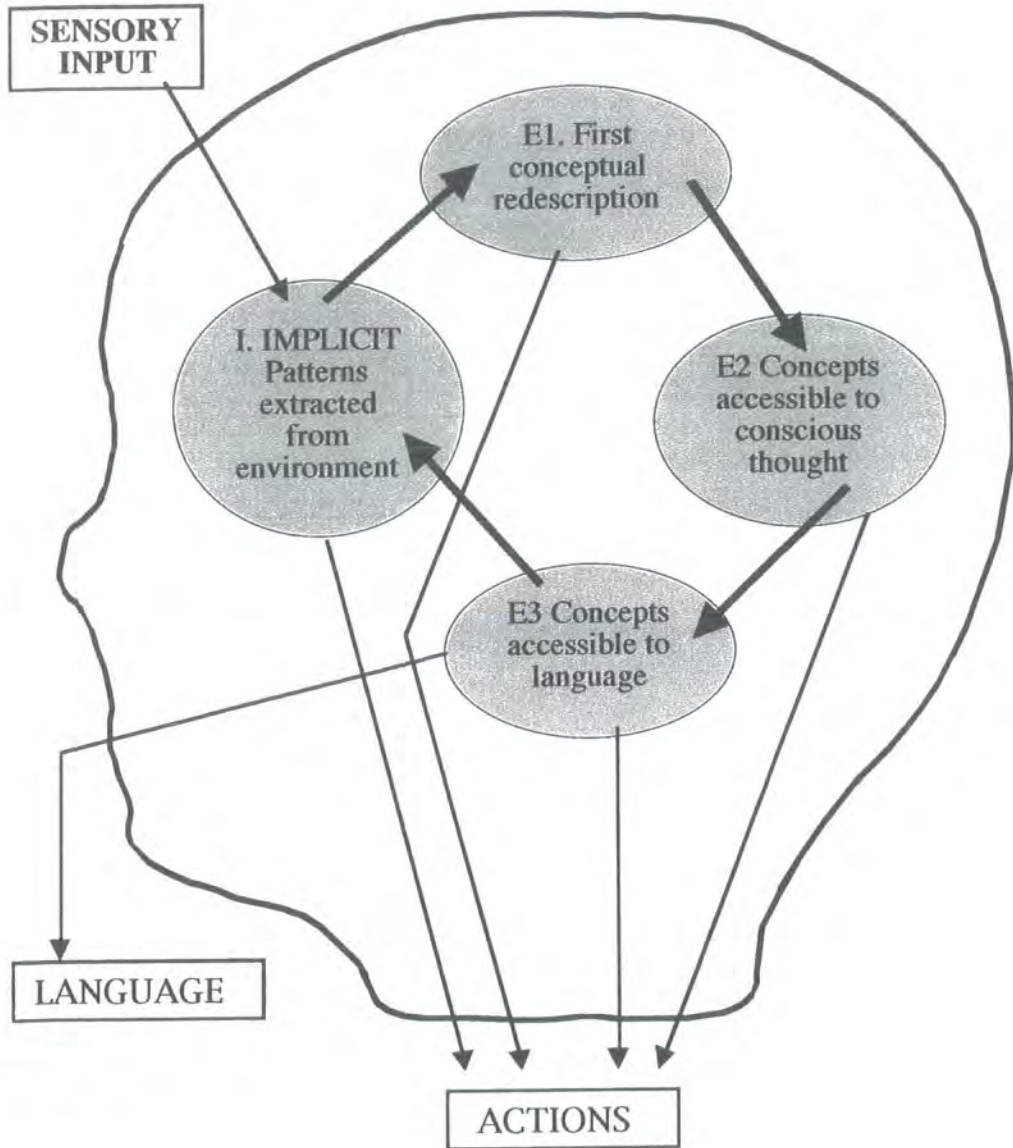 SENSORY
INPUT
E1. First
conceptual
redescription
I. IMPLICIT
Patterns
extracted
from
environment
E2 Concepts
accessible to
conscious
thought
E3 Concepts
accessible to
language
LANGUAGE
ACTIONS